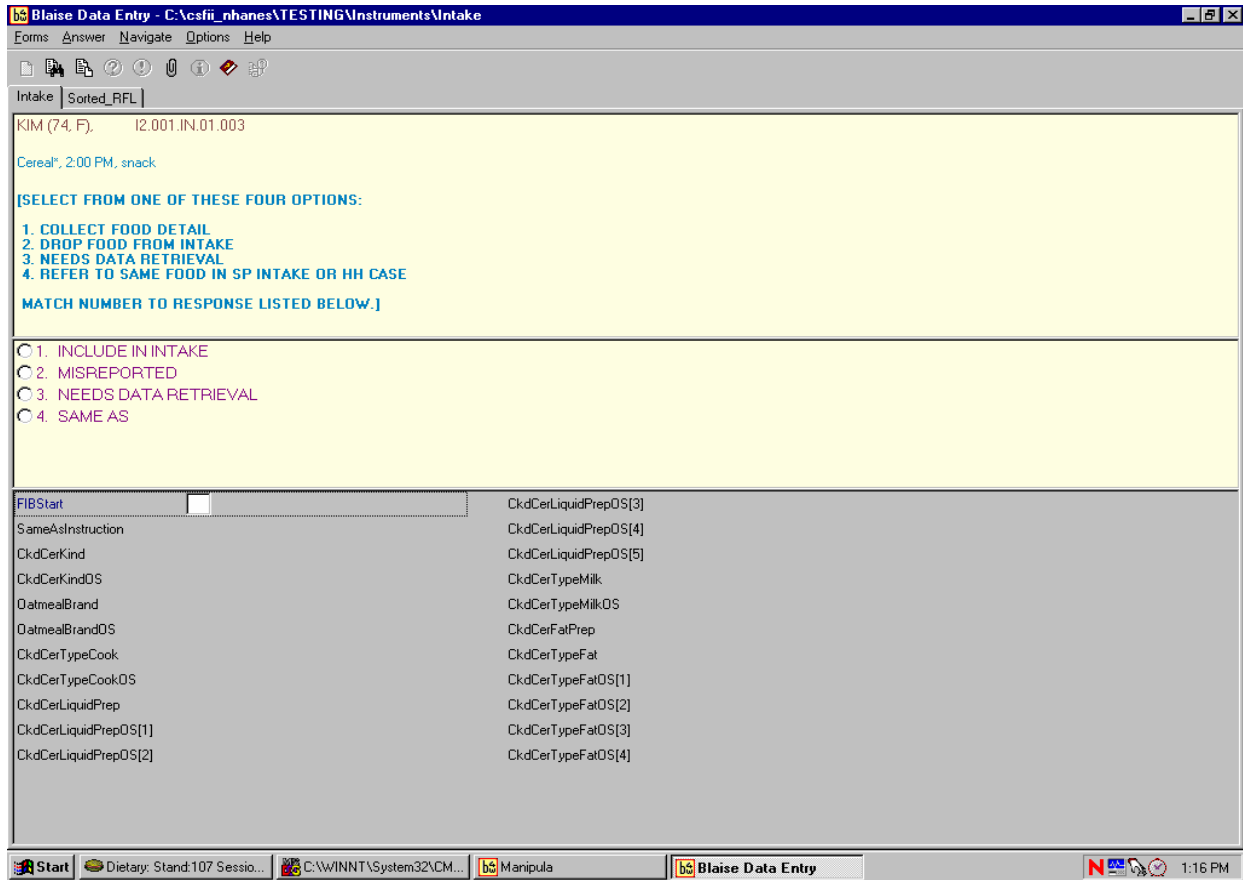 Blaise Data Entry - C:\csfii_nhanes\TESTING\Instruments\Intake
Forms Answer Navigate Options Help
Intake Sorted_RFL
KIM (74, F), I2.001.IN.01.003
Cereal*, 2:00 PM, snack
[SELECT FROM ONE OF THESE FOUR OPTIONS:
1. COLLECT FOOD DETAIL
2. DROP FOOD FROM INTAKE
3. NEEDS DATA RETRIEVAL
4. REFER TO SAME FOOD IN SP INTAKE OR HH CASE
MATCH NUMBER TO RESPONSE LISTED BELOW.]
1. INCLUDE IN INTAKE
2. MISREPORTED
3. NEEDS DATA RETRIEVAL
4. SAME AS
FIBStart CkdCerLiquidPrepOS[3]
SameAsInstruction CkdCerLiquidPrepOS[4]
CkdCerKind CkdCerLiquidPrepOS[5]
CkdCerKindOS CkdCerTypeMilk
OatmealBrand CkdCerTypeMilkOS
OatmealBrandOS CkdCerFatPrep
CkdCerTypeCook CkdCerTypeFat
CkdCerTypeCookOS CkdCerTypeFatOS[1]
CkdCerLiquidPrep CkdCerTypeFatOS[2]
CkdCerLiquidPrepOS[1] CkdCerTypeFatOS[3]
CkdCerLiquidPrepOS[2] CkdCerTypeFatOS[4]
Start Dietary: Stand:107 Sessio... C:\WINNT\System32\CM... Manipula Blaise Data Entry N 1:16 PM